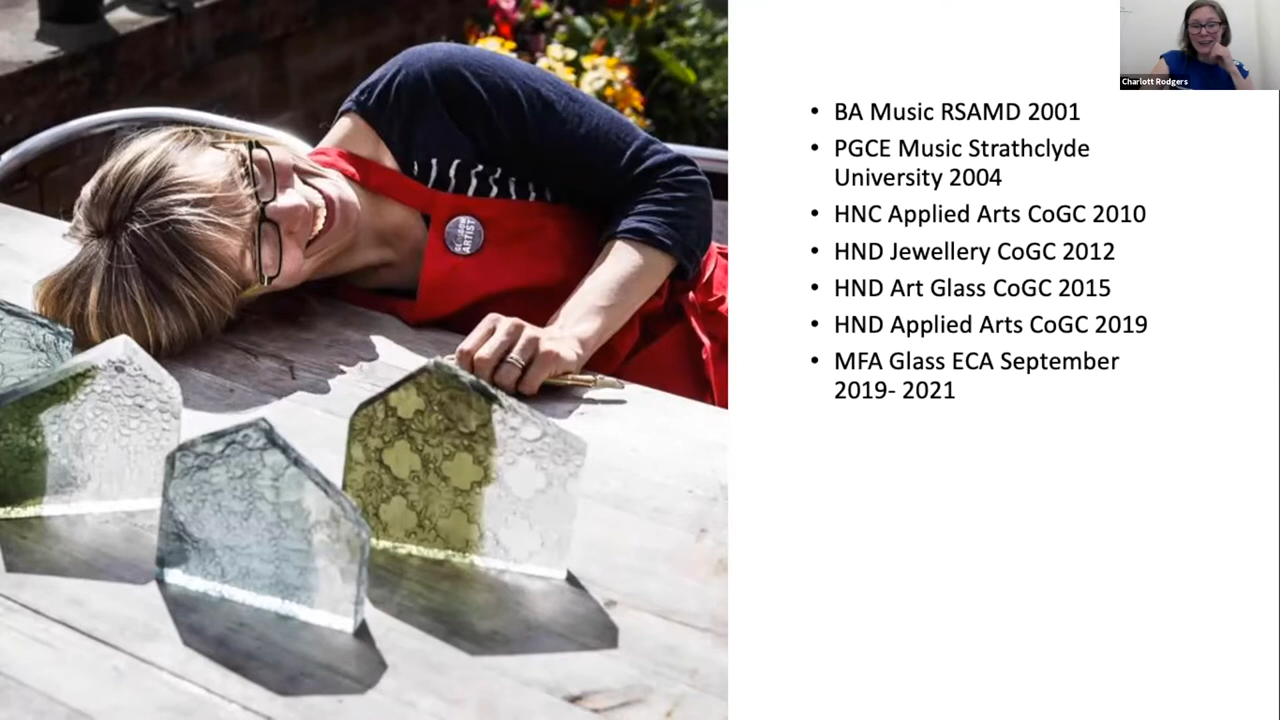 Charlott Rodgers
• BA Music RSAMD 2001
• PGCE Music Strathclyde
University 2004
• HNC Applied Arts CoGC 2010
• HND Jewellery CoGC 2012
• HND Art Glass CoGC 2015
• HND Applied Arts CoGC 2019
• MFA Glass ECA September
2019- 2021
ARTIST